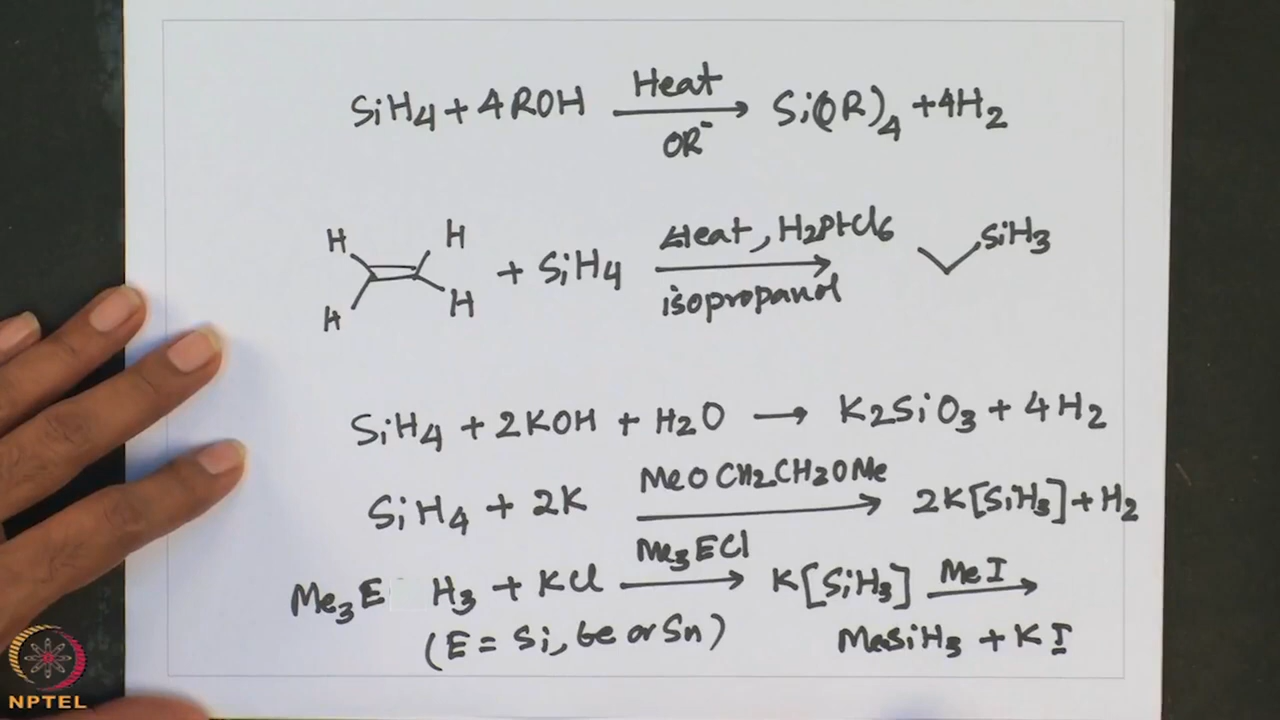 SiH4 + 4ROH Heat OR⁻ → Si(OR)4 + 4H2
H H H H + SiH4 Heat, H2PtCl6 isopropanol → SiH3
SiH4 + 2KOH + H2O → K2SiO3 + 4H2
SiH4 + 2K MeOCH2CH2OMe → 2K[SiH3] + H2
Me3E H3 + KCl Me3ECl → K[SiH3] MeI →
(E = Si, Ge or Sn) MeSiH3 + KI
NPTEL